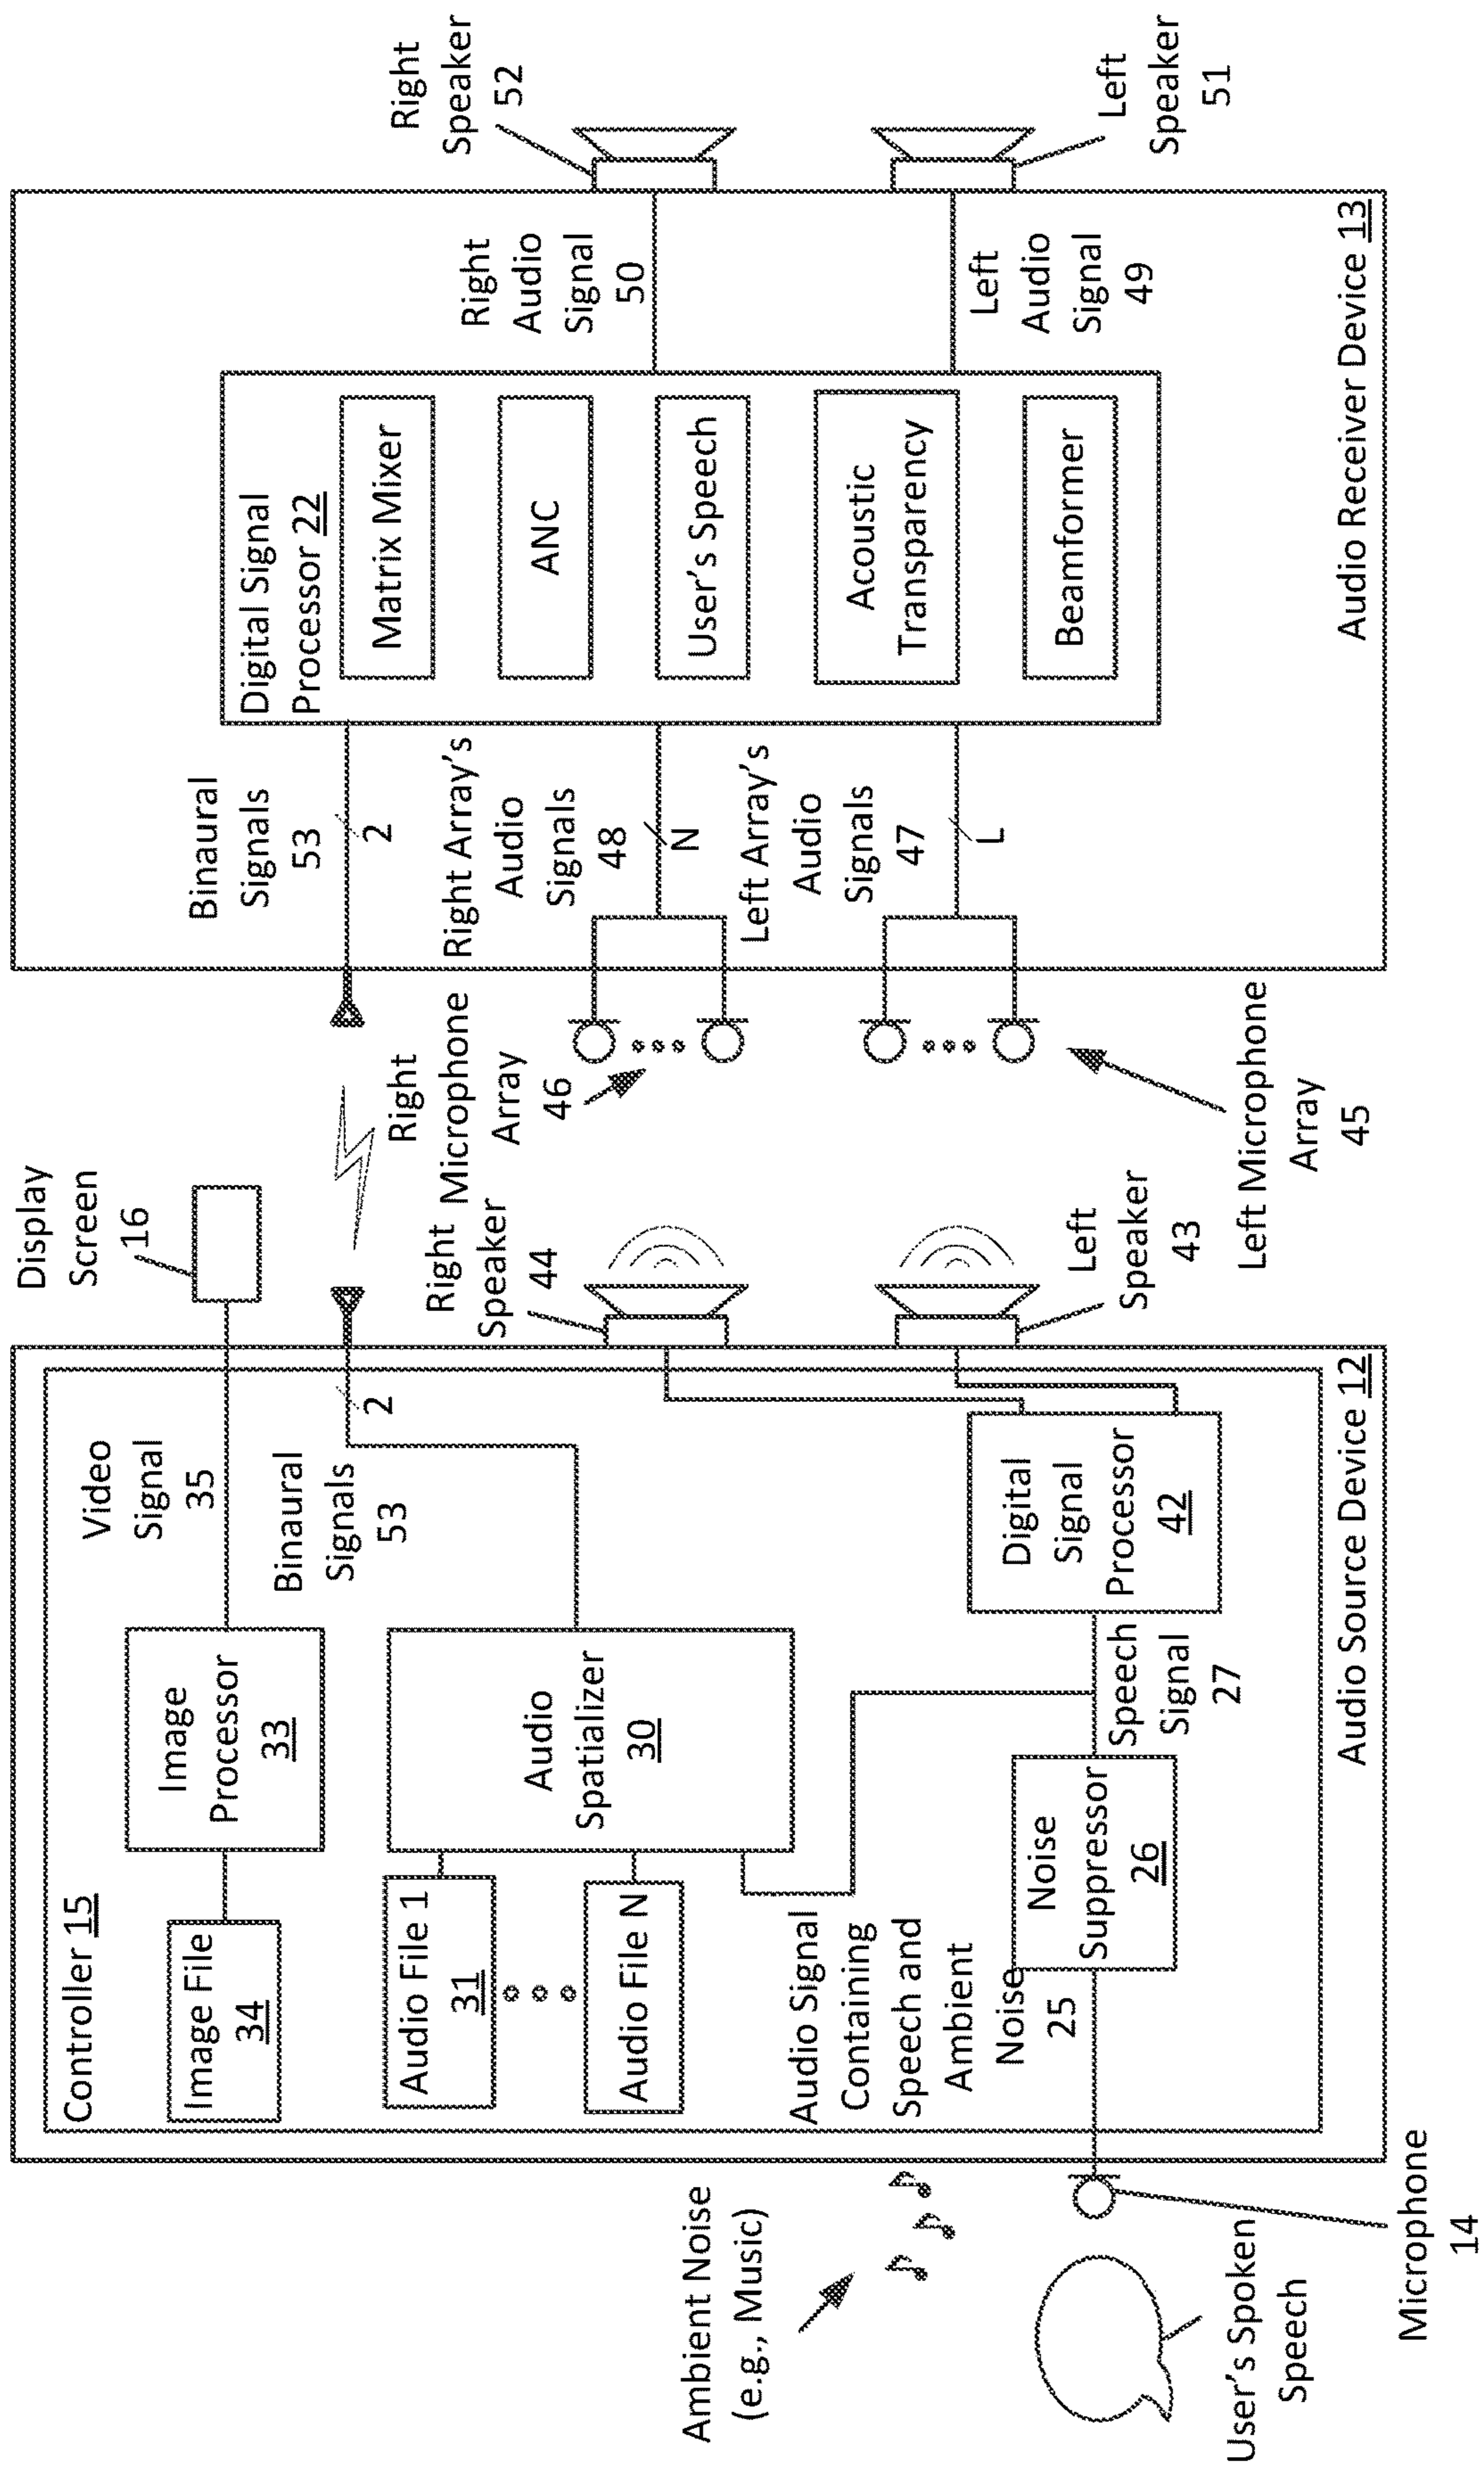 Controller 15
Image File
34
Image
Processor
33
Video
Signal
35
Display
Screen
16
Audio File 1
31
Audio File N
Audio
Spatializer
30
Binaural
Signals
53
2
Audio Signal
Containing
Speech and
Ambient
Noise
25
Noise
Suppressor
26
Speech
Signal
27
Digital
Signal
Processor
42
Right
Speaker
44
Left
Speaker
43
Audio Source Device 12
Ambient Noise
(e.g., Music)
User's Spoken
Speech
Microphone
14
Right
Microphone
Array
46
Left Microphone
Array
45
Binaural
Signals
53
2
Right Array's
Audio
Signals
48
N
Left Array's
Audio
Signals
47
L
Digital Signal
Processor 22
Matrix Mixer
ANC
User's Speech
Acoustic
Transparency
Beamformer
Right
Audio
Signal
50
Left
Audio
Signal
49
Audio Receiver Device 13
Right
Speaker
52
Left
Speaker
51